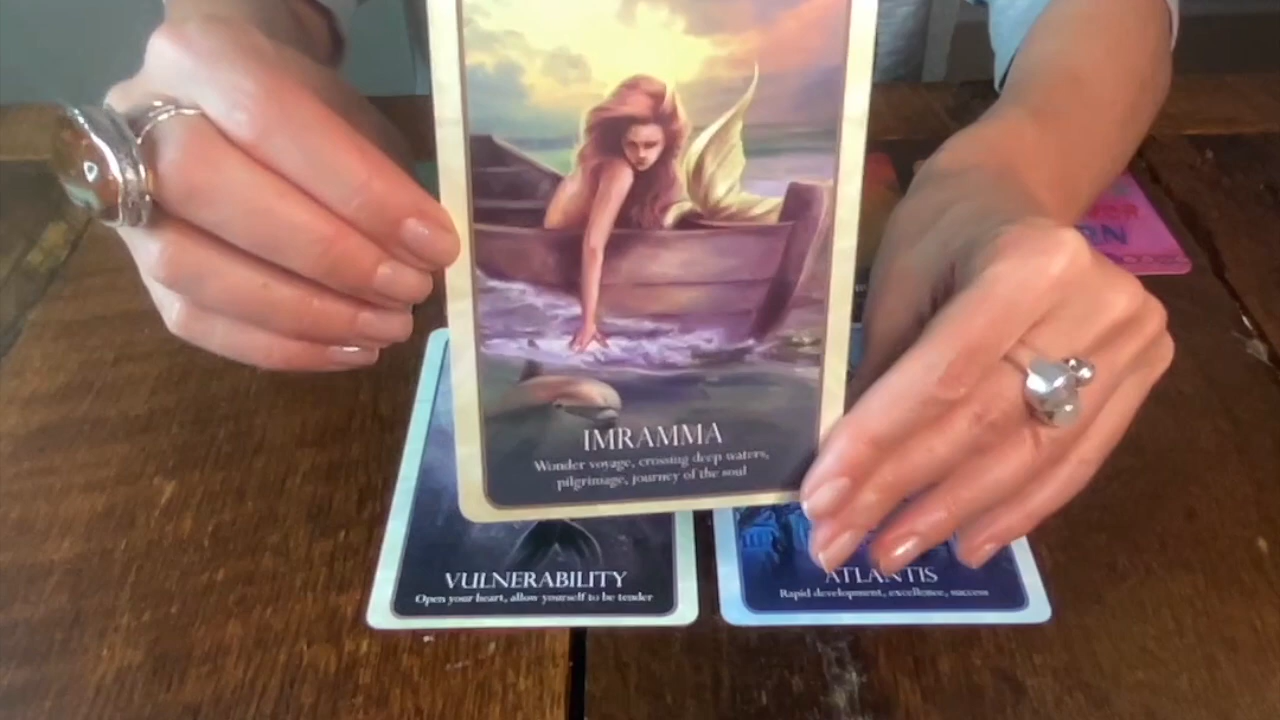 IMRAMMA
Wonder voyage, crossing deep waters,
pilgrimage, journey of the soul
VULNERABILITY
Open your heart, allow yourself to be tender
ATLANTIS
Rapid development, excellence, success